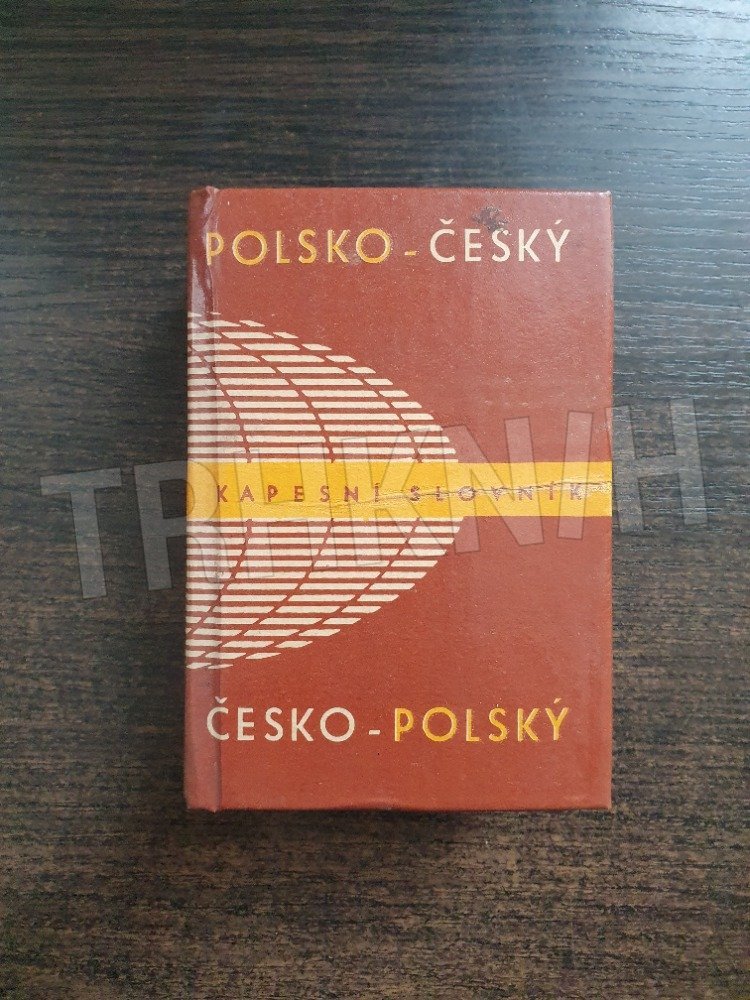 POLSKO - ČESKÝ
KAPESNÍ SLOVNÍK
ČESKO - POLSKÝ
TRHKNIH